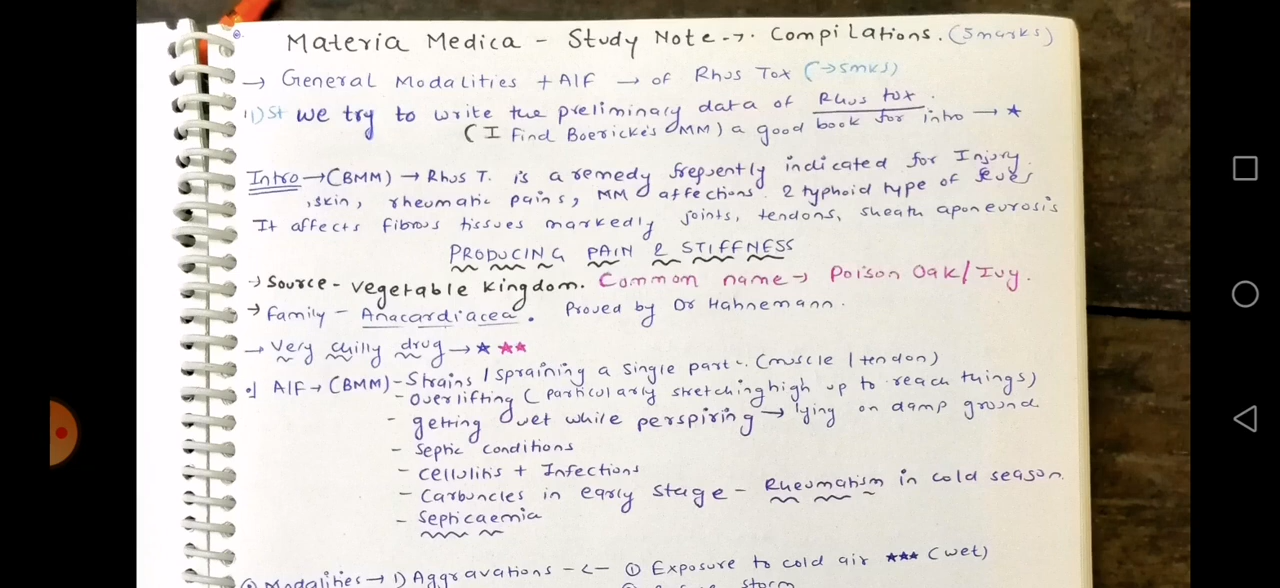 Materia Medica - Study Note → Compilations. (5marks)
→ General Modalities + AIF → of Rhus Tox (→5mks)
1) St we try to write the preliminary data of Rhus tox.
( I find Boericke's MM) a good book for intro → ★
Intro → (BMM) → Rhus T. is a remedy frequently indicated for Injury
, skin, rheumatic pains, MM affections & typhoid type of fever
It affects fibrous tissues markedly joints, tendons, sheath aponeurosis
PRODUCING PAIN & STIFFNESS
→ Source - vegetable kingdom. Common name → Poison Oak/Ivy.
→ Family - Anacardiacea. Proved by Dr Hahnemann.
→ Very chilly drug → ★ ★★
AIF → (BMM) - Strains / spraining a single part. (muscle / tendon)
- overlifting (particularly stretching high up to reach things)
- getting wet while perspiring → lying on damp ground
- Septic conditions
- cellulitis + Infections
- Carbuncles in early stage - Rheumatism in cold season.
- Septicaemia
Modalities → 1) Aggravations - < - ① Exposure to cold air ★★★ (wet)
storm